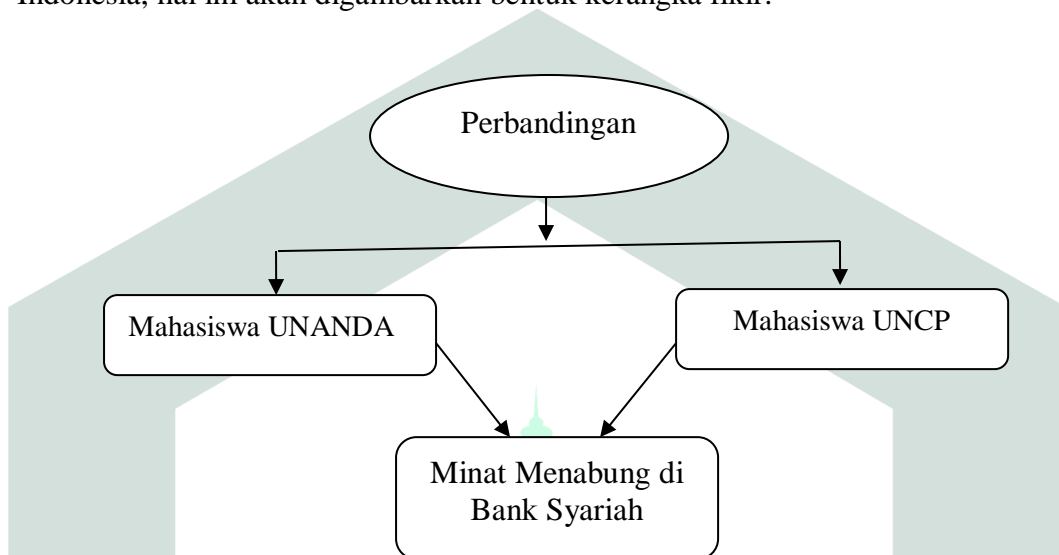 Indonesia, hal ini akan digambarkan bentuk kerangka fikir:
Perbandingan
Mahasiswa UNANDA
Mahasiswa UNCP
Minat Menabung di
Bank Syariah